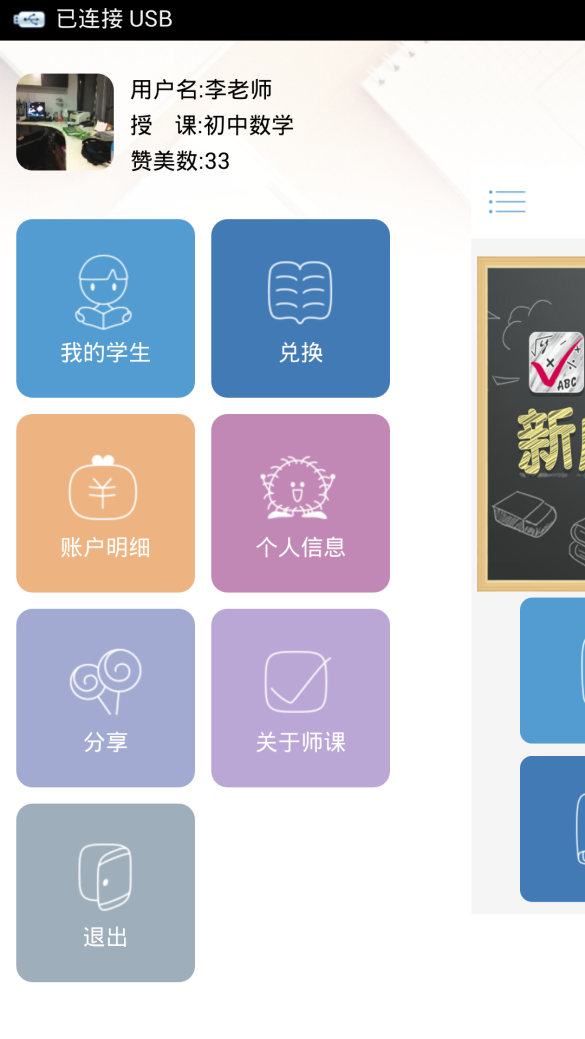 已连接 USB
用户名:李老师
授 课:初中数学
赞美数:33
我的学生
兑换
账户明细
个人信息
分享
关于师课
退出
ABC
新